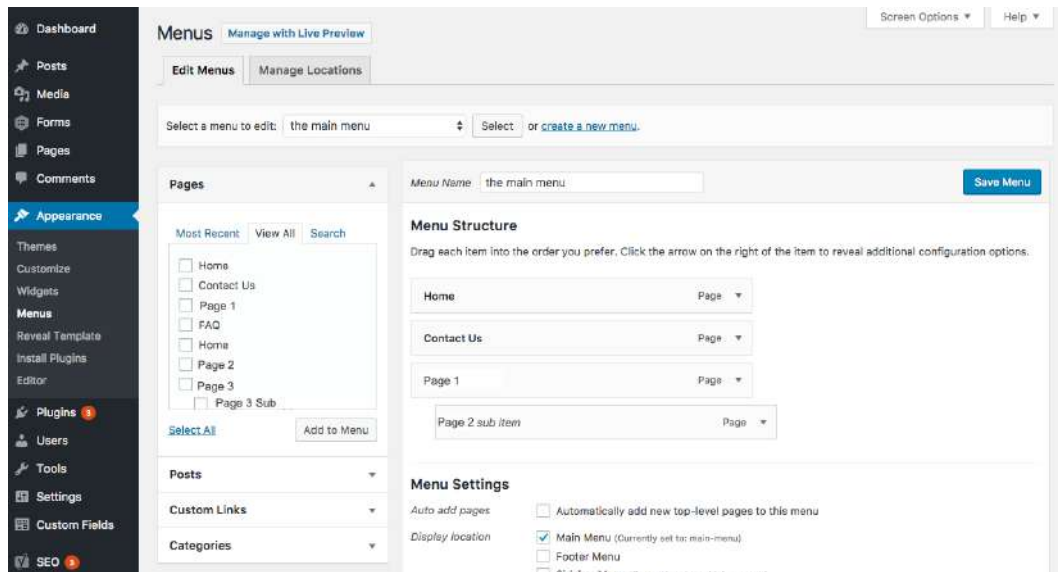 Dashboard
Posts
Media
Forms
Pages
Comments
Appearance
Themes
Customize
Widgets
Menus
Reveal Template
Install Plugins
Editor
Plugins 3
Users
Tools
Settings
Custom Fields
SEO 3
Screen Options
Help
Menus Manage with Live Preview
Edit Menus Manage Locations
Select a menu to edit: the main menu Select or create a new menu.
Pages
Most Recent View All Search
Home
Contact Us
Page 1
FAQ
Home
Page 2
Page 3
Page 3 Sub
Select All Add to Menu
Posts
Custom Links
Categories
Menu Name the main menu Save Menu
Menu Structure
Drag each item into the order you prefer. Click the arrow on the right of the item to reveal additional configuration options.
Home Page
Contact Us Page
Page 1 Page
Page 2 sub item Page
Menu Settings
Auto add pages Automatically add new top-level pages to this menu
Display location Main Menu (Currently set to: main-menu)
Footer Menu